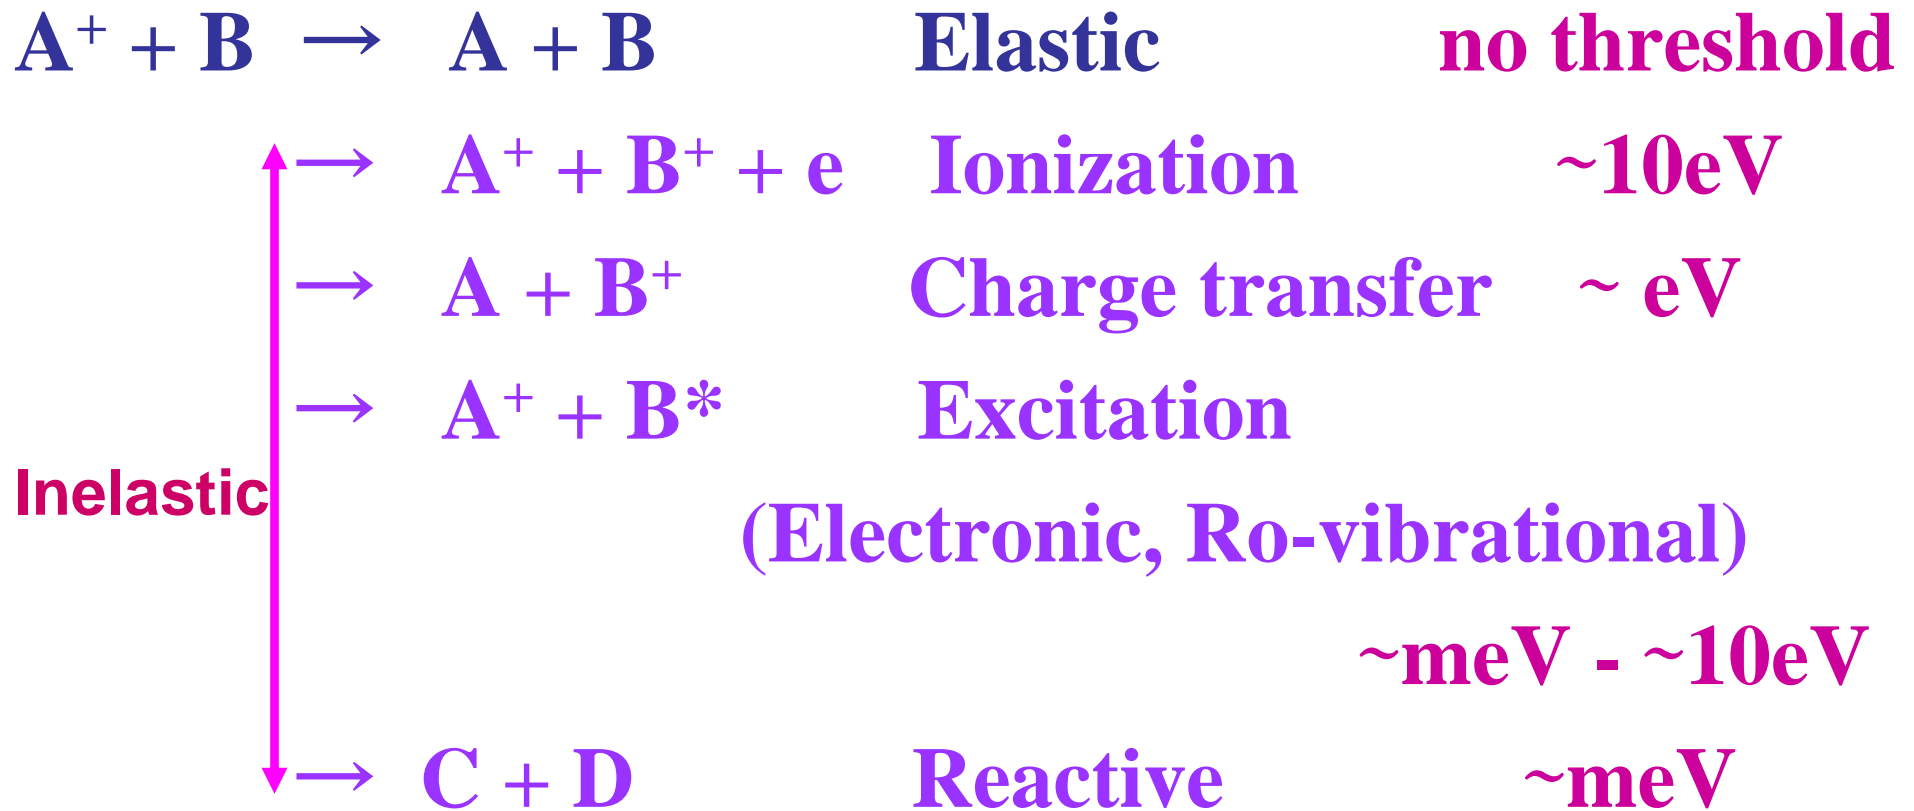 A⁺ + B → A + B Elastic no threshold
→ A⁺ + B⁺ + e Ionization ~10eV
→ A + B⁺ Charge transfer ~ eV
→ A⁺ + B* Excitation
Inelastic
(Electronic, Ro-vibrational)
~meV - ~10eV
→ C + D Reactive ~meV